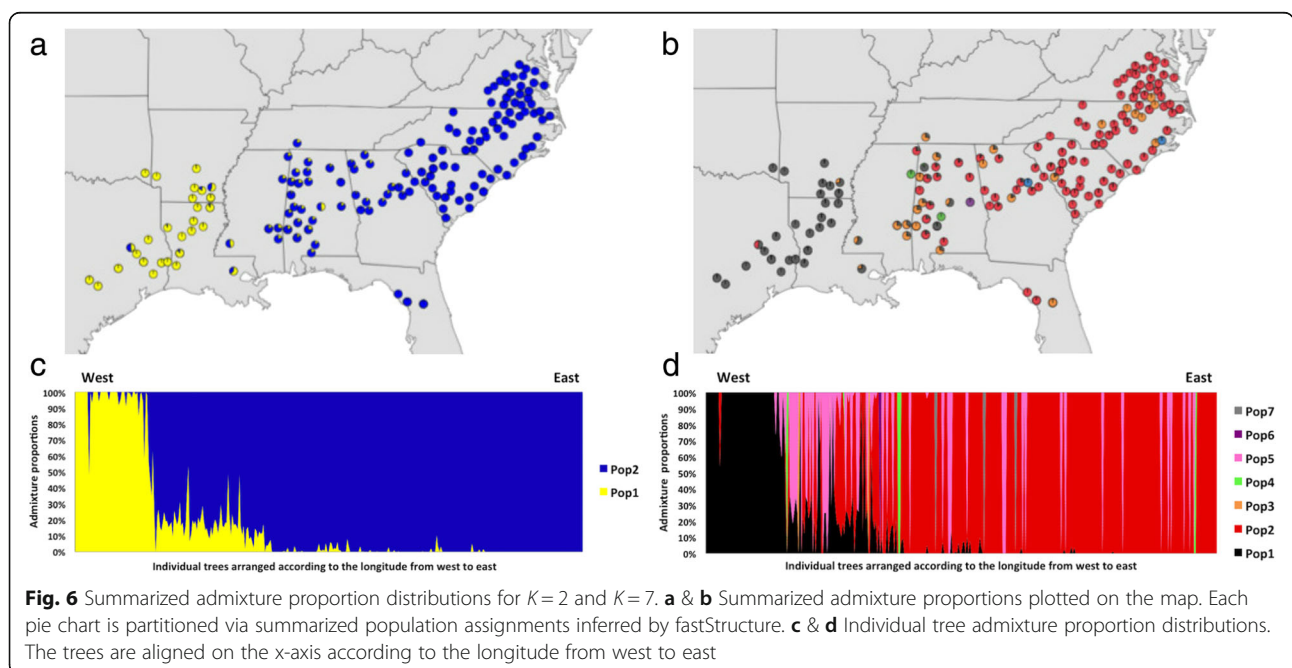 a
b
c
West
East
100%
90%
80%
70%
60%
50%
40%
30%
20%
10%
0%
Admixture proportions
Pop2
Pop1
Individual trees arranged according to the longitude from west to east
d
West
East
100%
90%
80%
70%
60%
50%
40%
30%
20%
10%
0%
Admixture proportions
Pop7
Pop6
Pop5
Pop4
Pop3
Pop2
Pop1
Individual trees arranged according to the longitude from west to east
Fig. 6 Summarized admixture proportion distributions for K = 2 and K = 7. a & b Summarized admixture proportions plotted on the map. Each
pie chart is partitioned via summarized population assignments inferred by fastStructure. c & d Individual tree admixture proportion distributions.
The trees are aligned on the x-axis according to the longitude from west to east